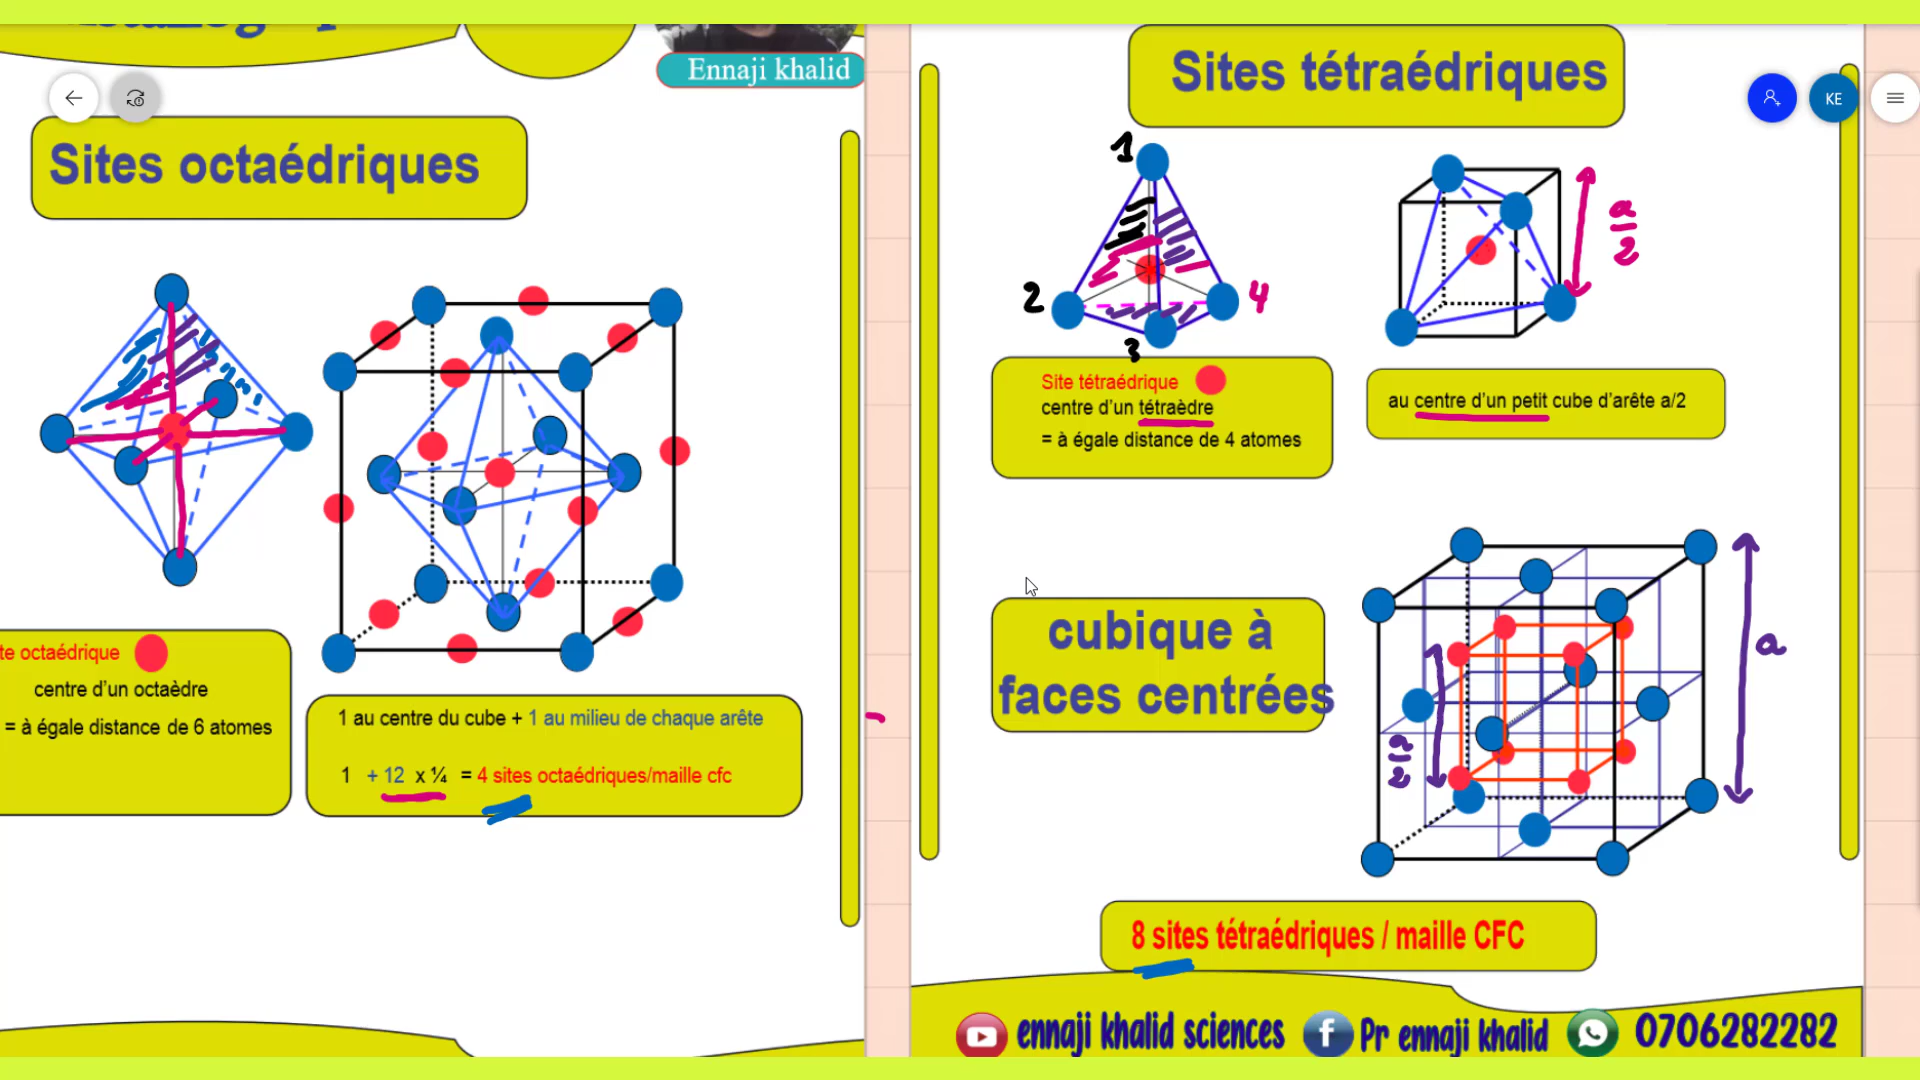 Ennaji khalid
Sites octaédriques
te octaédrique
centre d'un octaèdre
= à égale distance de 6 atomes
1 au centre du cube + 1 au milieu de chaque arête
1 + 12 x ¼ = 4 sites octaédriques/maille cfc
Sites tétraédriques
KE
1
2
3
4
a
2
Site tétraédrique
centre d'un tétraèdre
= à égale distance de 4 atomes
au centre d'un petit cube d'arête a/2
cubique à
faces centrées
a
2
a
8 sites tétraédriques / maille CFC
ennaji khalid sciences
f
Pr ennaji khalid
0706282282